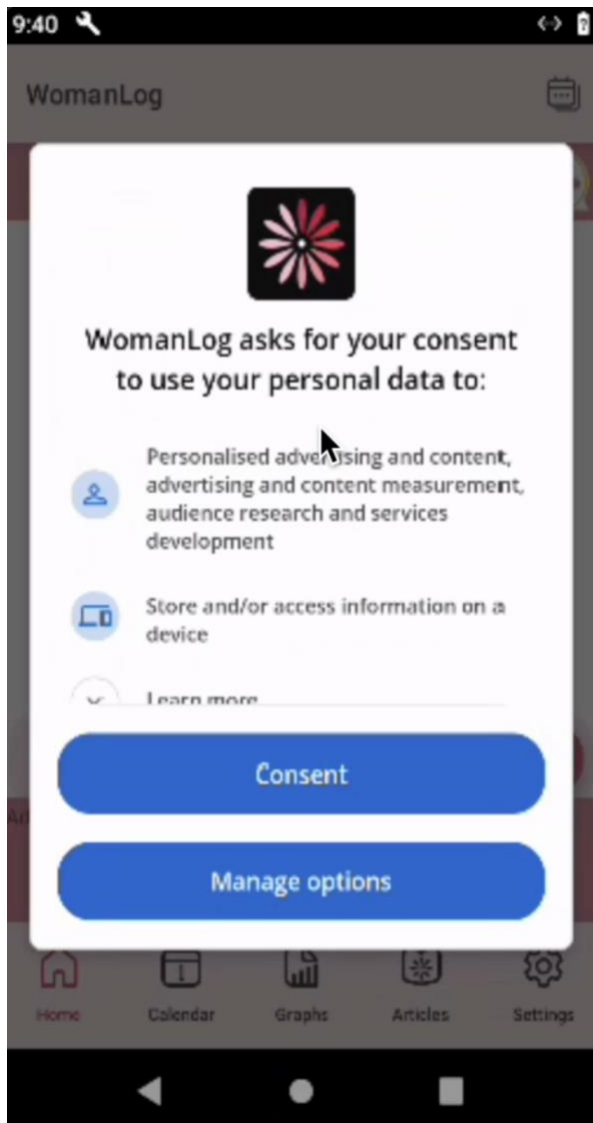 9:40
WomanLog
WomanLog asks for your consent
to use your personal data to:
Personalised advertising and content,
advertising and content measurement,
audience research and services
development
Store and/or access information on a
device
Learn more
Consent
Manage options
Home
Calendar
Graphs
Articles
Settings